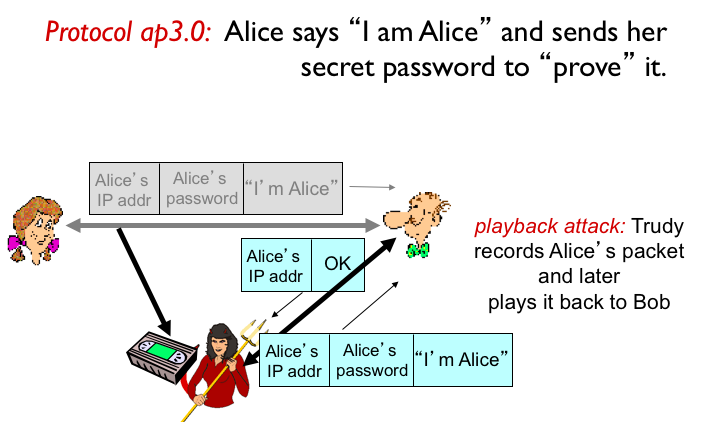 Protocol ap3.0: Alice says “I am Alice” and sends her
secret password to “prove” it.
Alice’s
IP addr
Alice’s
password
“I’m Alice”
Alice’s
IP addr
OK
playback attack: Trudy
records Alice’s packet
and later
plays it back to Bob
Alice’s
IP addr
Alice’s
password
“I’m Alice”